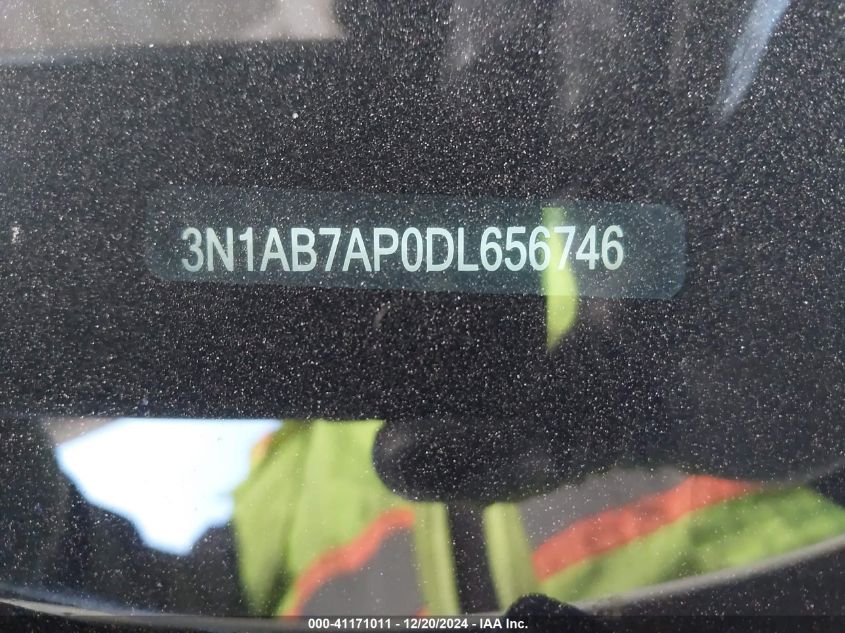 3N1AB7AP0DL656746
000-41171011 - 12/20/2024 - IAA Inc.